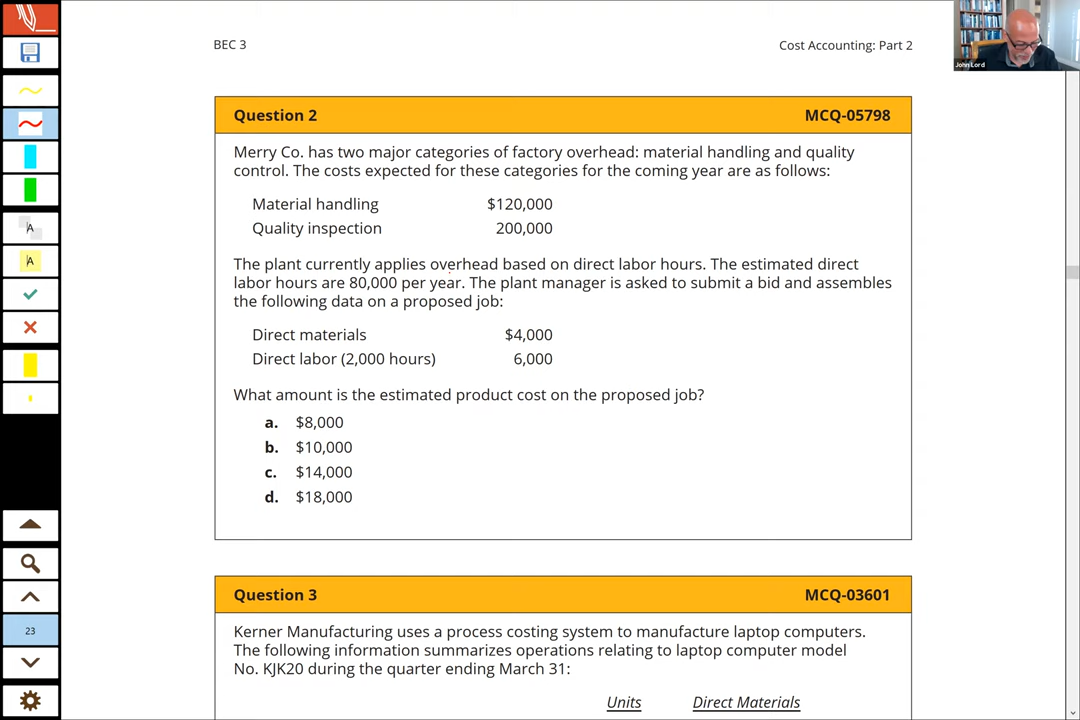 BEC 3
Cost Accounting: Part 2
John Lord
Question 2 MCQ-05798
Merry Co. has two major categories of factory overhead: material handling and quality
control. The costs expected for these categories for the coming year are as follows:
Material handling $120,000
Quality inspection 200,000
The plant currently applies overhead based on direct labor hours. The estimated direct
labor hours are 80,000 per year. The plant manager is asked to submit a bid and assembles
the following data on a proposed job:
Direct materials $4,000
Direct labor (2,000 hours) 6,000
What amount is the estimated product cost on the proposed job?
a. $8,000
b. $10,000
c. $14,000
d. $18,000
Question 3 MCQ-03601
Kerner Manufacturing uses a process costing system to manufacture laptop computers.
The following information summarizes operations relating to laptop computer model
No. KJK20 during the quarter ending March 31:
Units Direct Materials
A
A
23